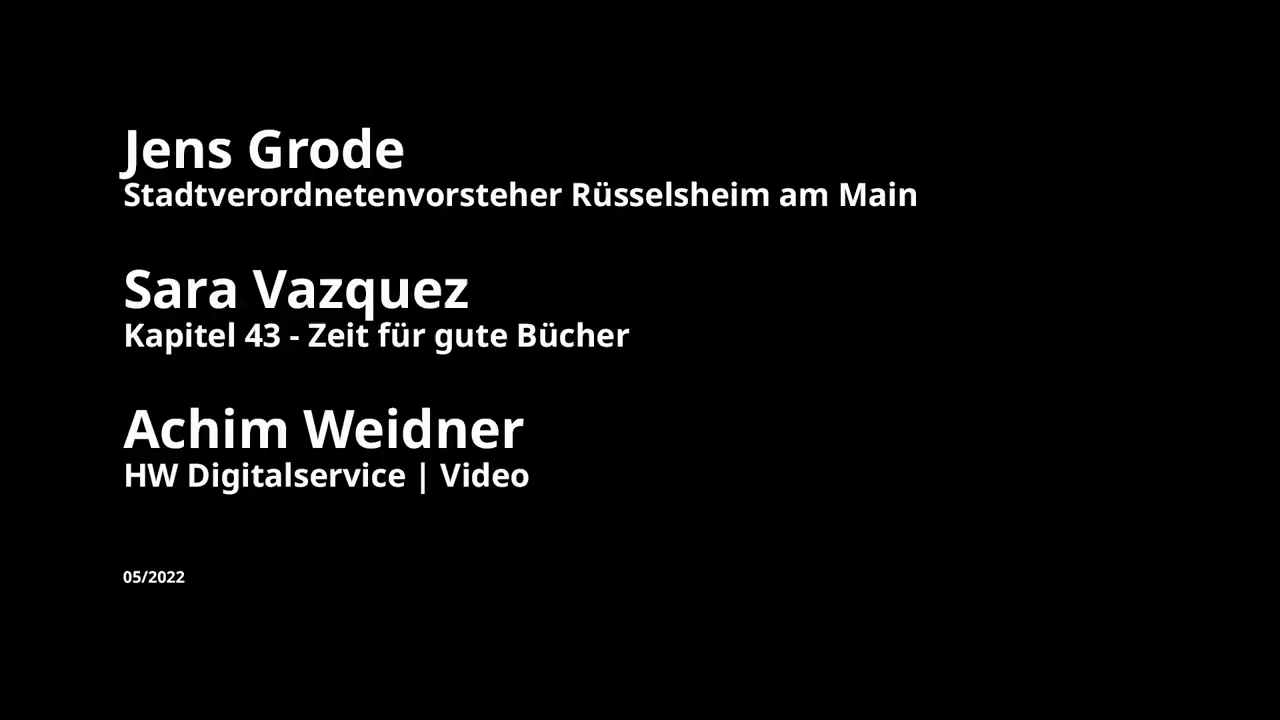 Jens Grode
Stadtverordnetenvorsteher Rüsselsheim am Main
Sara Vazquez
Kapitel 43 - Zeit für gute Bücher
Achim Weidner
HW Digitalservice | Video
05/2022